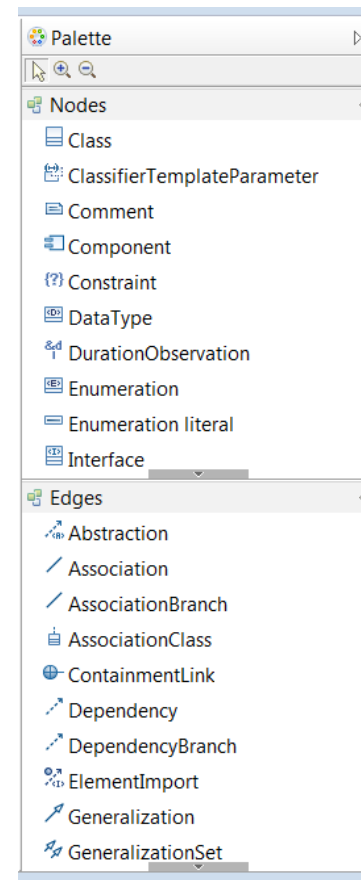 Palette
Nodes
Class
ClassifierTemplateParameter
Comment
Component
{?} Constraint
DataType
DurationObservation
Enumeration
Enumeration literal
Interface
Edges
Abstraction
Association
AssociationBranch
AssociationClass
ContainmentLink
Dependency
DependencyBranch
ElementImport
Generalization
GeneralizationSet